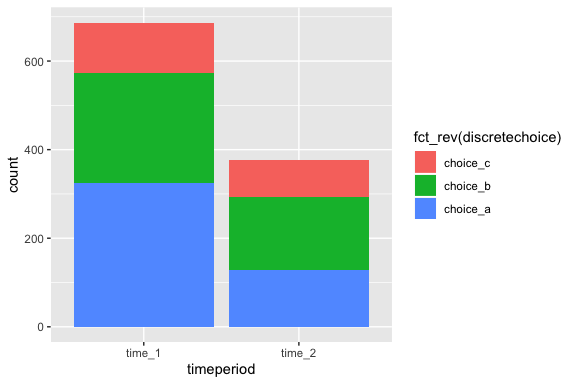 600
400
200
0
count
time_1
time_2
timeperiod
fct_rev(discretechoice)
choice_c
choice_b
choice_a